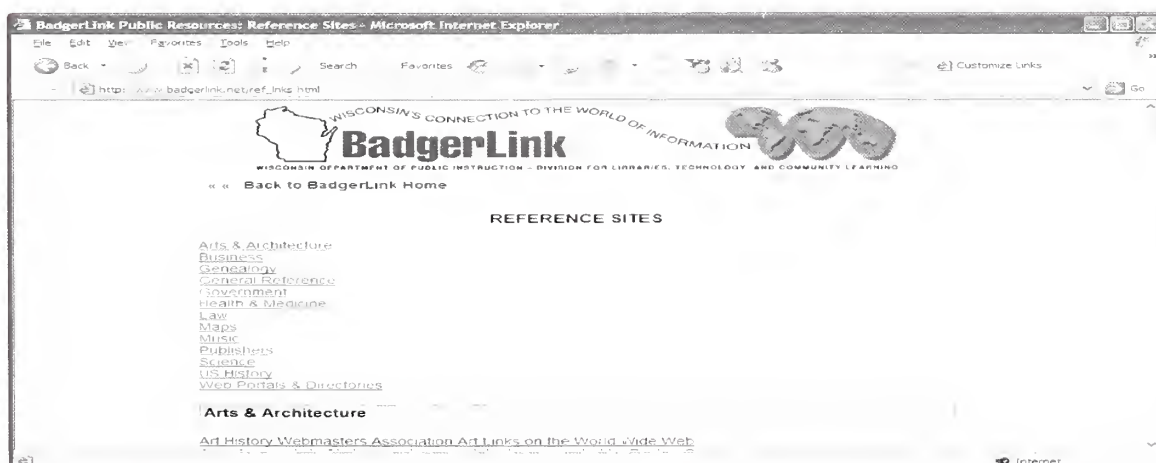 BadgerLink Public Resources: Reference Sites - Microsoft Internet Explorer
File Edit View Favorites Tools Help
Back Search Favorites Customize Links
http: www.badgerlink.net/ref_lnks.html Go
WISCONSIN'S CONNECTION TO THE WORLD OF INFORMATION
BadgerLink
WISCONSIN DEPARTMENT OF PUBLIC INSTRUCTION - DIVISION FOR LIBRARIES, TECHNOLOGY, AND COMMUNITY LEARNING
« « Back to BadgerLink Home
REFERENCE SITES
Arts & Architecture
Business
Genealogy
General Reference
Government
Health & Medicine
Law
Maps
Music
Publishers
Science
US History
Web Portals & Directories
Arts & Architecture
Art History Webmasters Association Art Links on the World Wide Web
Internet